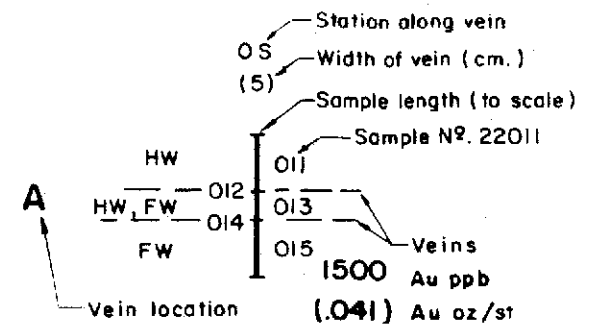 Station along vein
OS
Width of vein (cm.)
(5)
Sample length (to scale)
Sample Nº. 22011
HW
011
012
A
HW, FW
013
014
FW
015
Veins
1500 Au ppb
Vein location
(.041) Au oz/st